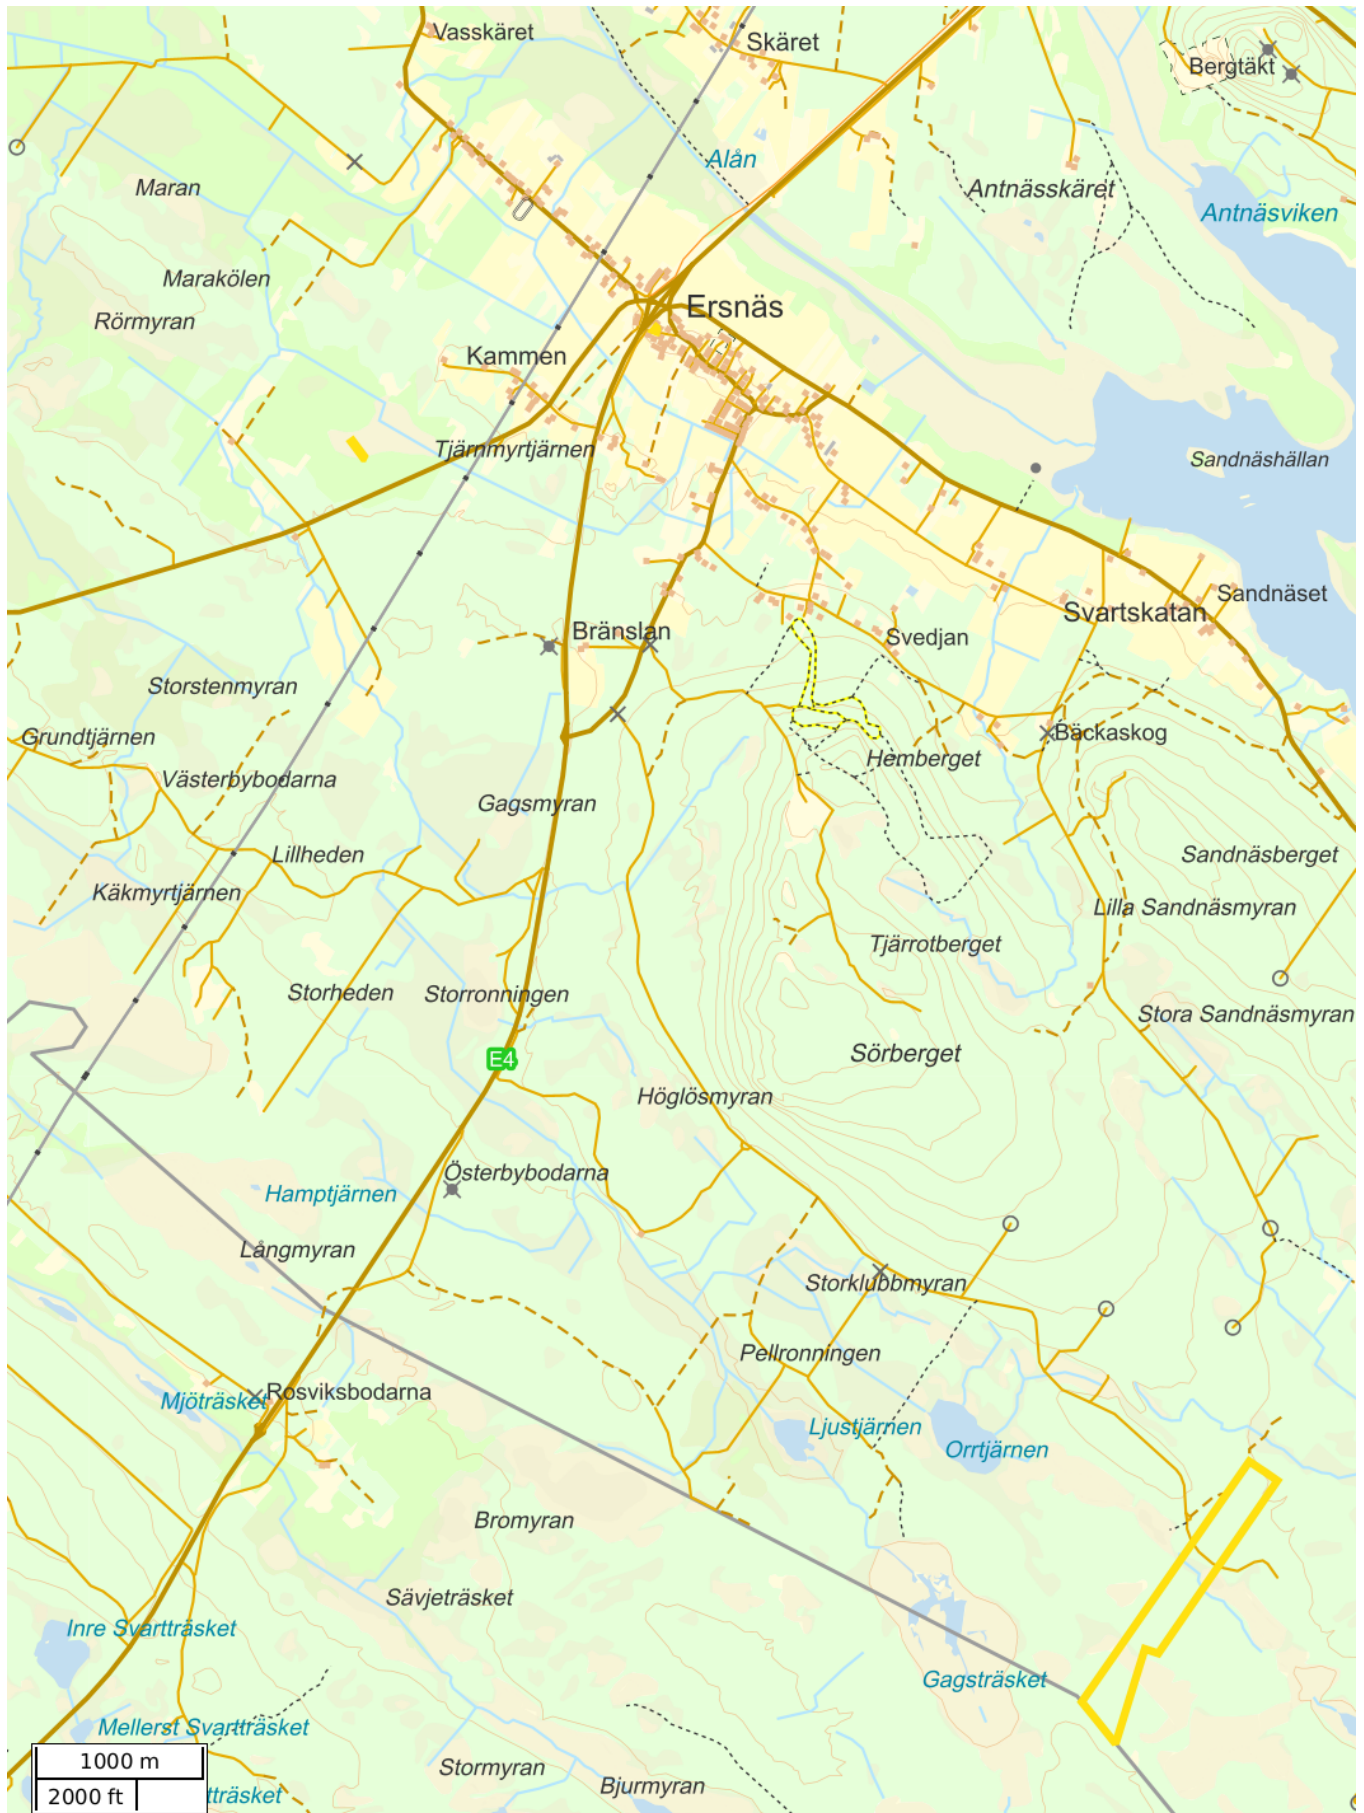 Vasskäret
Skäret
Bergtäkt
Alån
Maran
Antnässkäret
Antnäsviken
Marakölen
Ersnäs
Rörmyran
Kammen
Tjärnmyrtjärnen
Sandnäshällan
Sandnäset
Svartskatan
Bränslan
Svedjan
Storstenmyran
Grundtjärnen
Bäckaskog
Hemberget
Västerbybodarna
Gagsmyran
Lillheden
Sandnäsberget
Käkmyrtjärnen
Lilla Sandnäsmyran
Tjärrotberget
Storheden
Storronningen
Stora Sandnäsmyran
E4
Sörberget
Höglösmyran
Österbybodarna
Hamptjärnen
Långmyran
Storklubbmyran
Pellronningen
Rosviksbodarna
Mjöträsket
Ljustjärnen
Orrtjärnen
Bromyran
Sävjeträsket
Inre Svartträsket
Gagsträsket
Mellerst Svartträsket
1000 m
Stormyran
Bjurmyran
2000 ft
tträsket